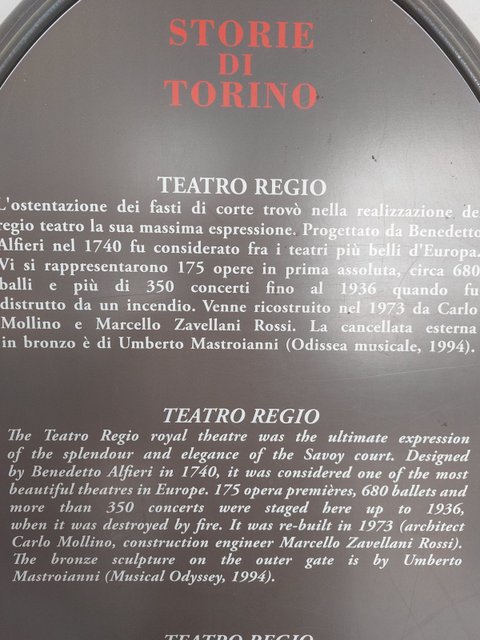 STORIE
DI
TORINO
TEATRO REGIO
L'ostentazione dei fasti di corte trovò nella realizzazione de
regio teatro la sua massima espressione. Progettato da Benedetto
Alfieri nel 1740 fu considerato fra i teatri più belli d'Europa.
Vi si rappresentarono 175 opere in prima assoluta, circa 680
balli e più di 350 concerti fino al 1936 quando fu
distrutto da un incendio. Venne ricostruito nel 1973 da Carlo
Mollino e Marcello Zavellani Rossi. La cancellata esterna
in bronzo è di Umberto Mastroianni (Odissea musicale, 1994).
TEATRO REGIO
The Teatro Regio royal theatre was the ultimate expression
of the splendour and elegance of the Savoy court. Designed
by Benedetto Alfieri in 1740, it was considered one of the most
beautiful theatres in Europe. 175 opera premières, 680 ballets and
more than 350 concerts were staged here up to 1936,
when it was destroyed by fire. It was re-built in 1973 (architect
Carlo Mollino, construction engineer Marcello Zavellani Rossi).
The bronze sculpture on the outer gate is by Umberto
Mastroianni (Musical Odyssey, 1994).
TEATRO REGIO